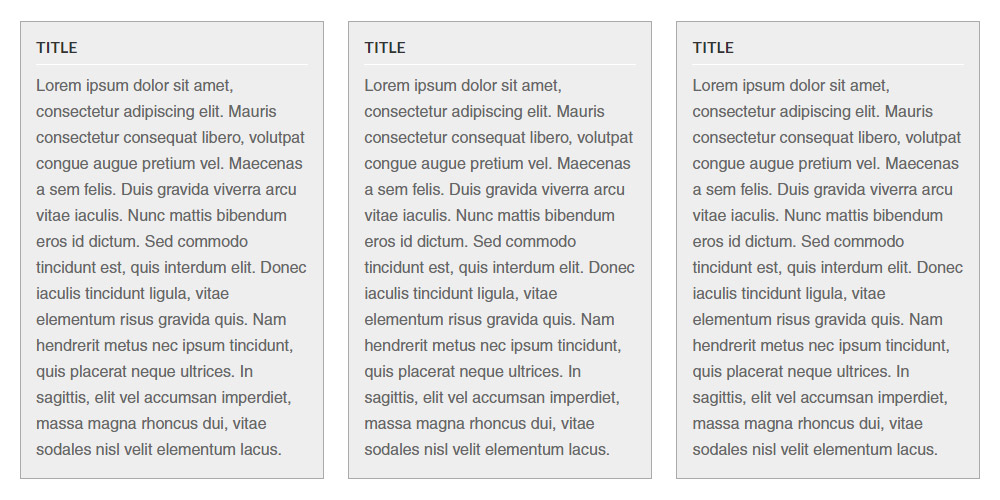 TITLE
Lorem ipsum dolor sit amet,
consectetur adipiscing elit. Mauris
consectetur consequat libero, volutpat
congue augue pretium vel. Maecenas
a sem felis. Duis gravida viverra arcu
vitae iaculis. Nunc mattis bibendum
eros id dictum. Sed commodo
tincidunt est, quis interdum elit. Donec
iaculis tincidunt ligula, vitae
elementum risus gravida quis. Nam
hendrerit metus nec ipsum tincidunt,
quis placerat neque ultrices. In
sagittis, elit vel accumsan imperdiet,
massa magna rhoncus dui, vitae
sodales nisl velit elementum lacus.
TITLE
Lorem ipsum dolor sit amet,
consectetur adipiscing elit. Mauris
consectetur consequat libero, volutpat
congue augue pretium vel. Maecenas
a sem felis. Duis gravida viverra arcu
vitae iaculis. Nunc mattis bibendum
eros id dictum. Sed commodo
tincidunt est, quis interdum elit. Donec
iaculis tincidunt ligula, vitae
elementum risus gravida quis. Nam
hendrerit metus nec ipsum tincidunt,
quis placerat neque ultrices. In
sagittis, elit vel accumsan imperdiet,
massa magna rhoncus dui, vitae
sodales nisl velit elementum lacus.
TITLE
Lorem ipsum dolor sit amet,
consectetur adipiscing elit. Mauris
consectetur consequat libero, volutpat
congue augue pretium vel. Maecenas
a sem felis. Duis gravida viverra arcu
vitae iaculis. Nunc mattis bibendum
eros id dictum. Sed commodo
tincidunt est, quis interdum elit. Donec
iaculis tincidunt ligula, vitae
elementum risus gravida quis. Nam
hendrerit metus nec ipsum tincidunt,
quis placerat neque ultrices. In
sagittis, elit vel accumsan imperdiet,
massa magna rhoncus dui, vitae
sodales nisl velit elementum lacus.